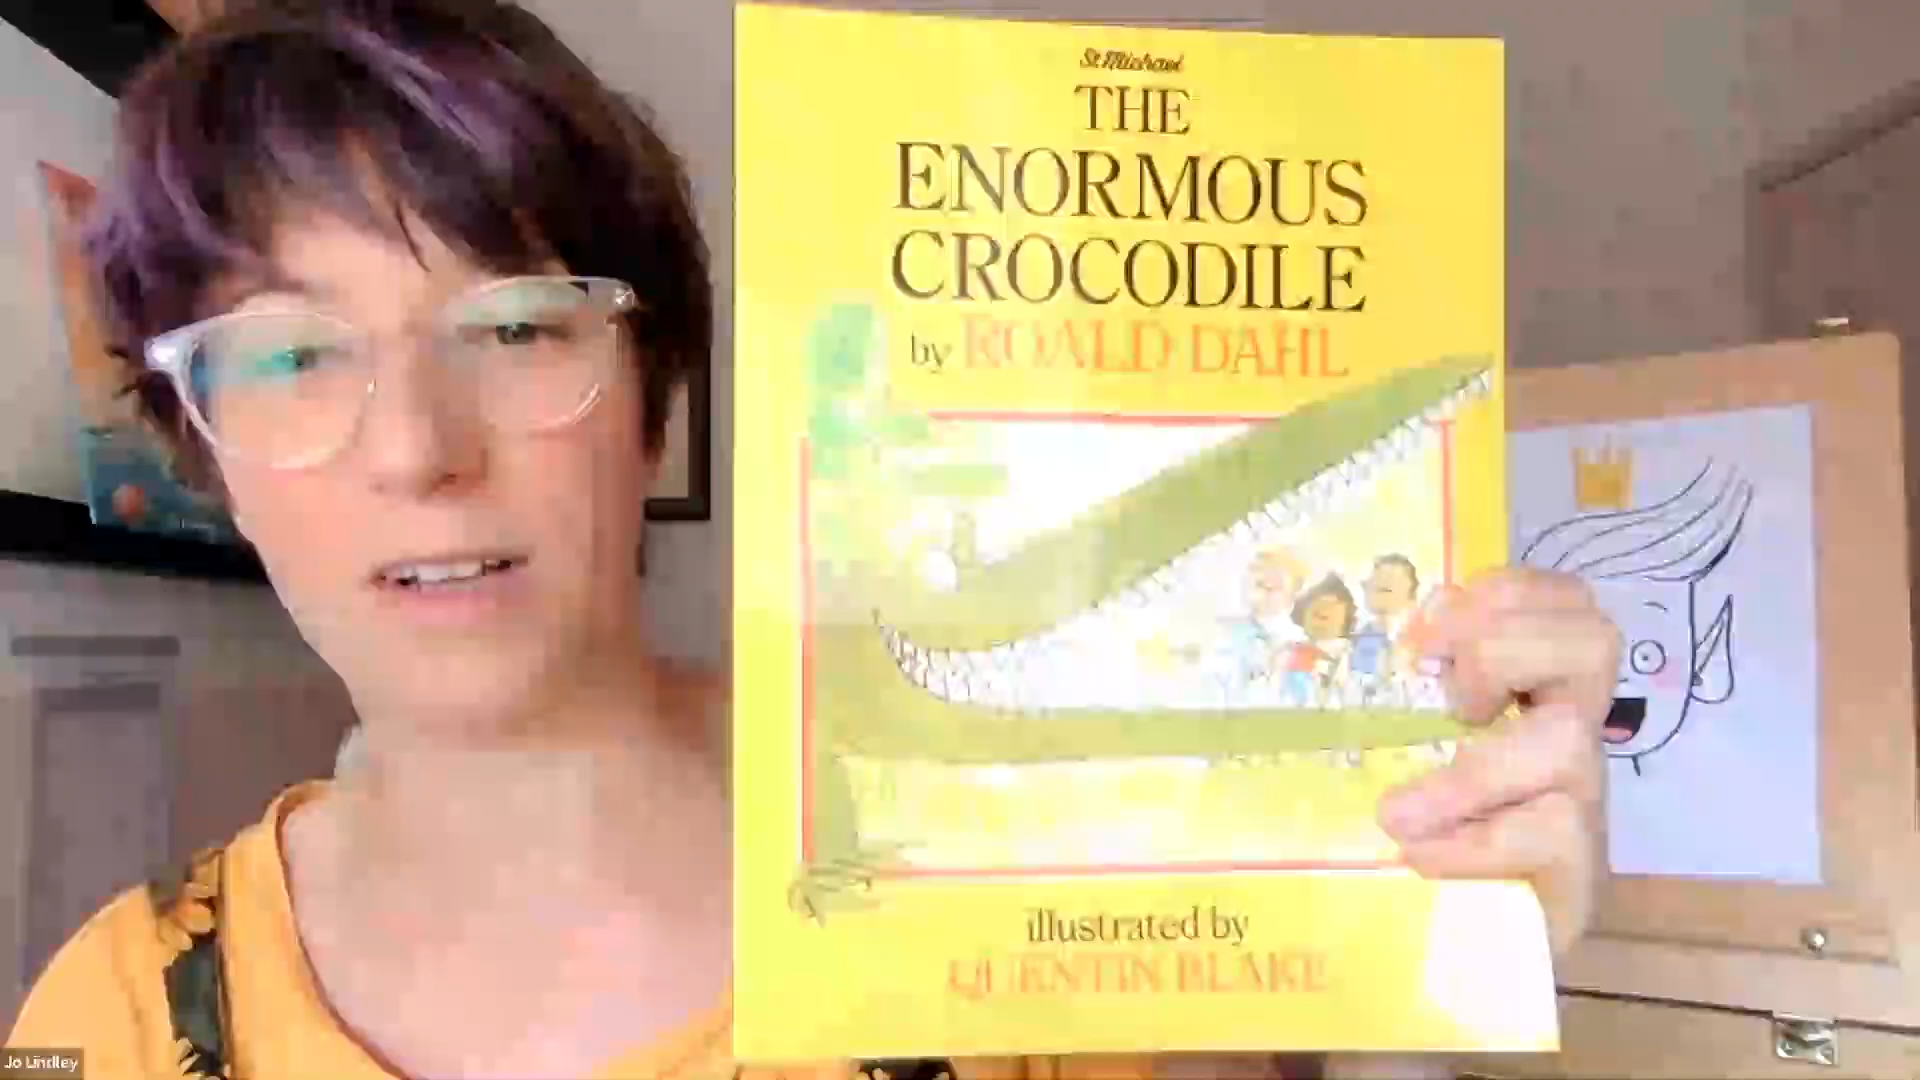 St Michael
THE
ENORMOUS
CROCODILE
by ROALD DAHL
illustrated by
QUENTIN BLAKE
Jo Lindley